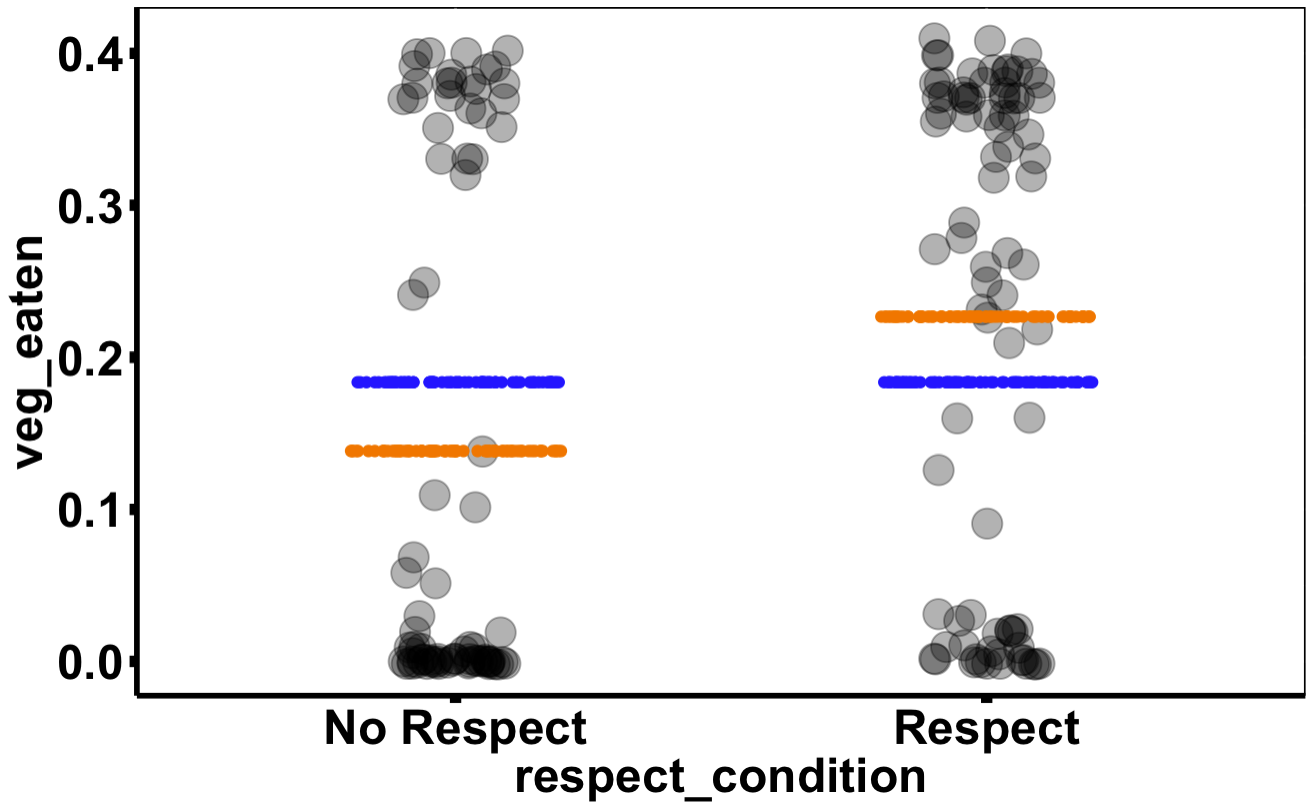 veg_eaten
0.4
0.3
0.2
0.1
0.0
No Respect
Respect
respect_condition